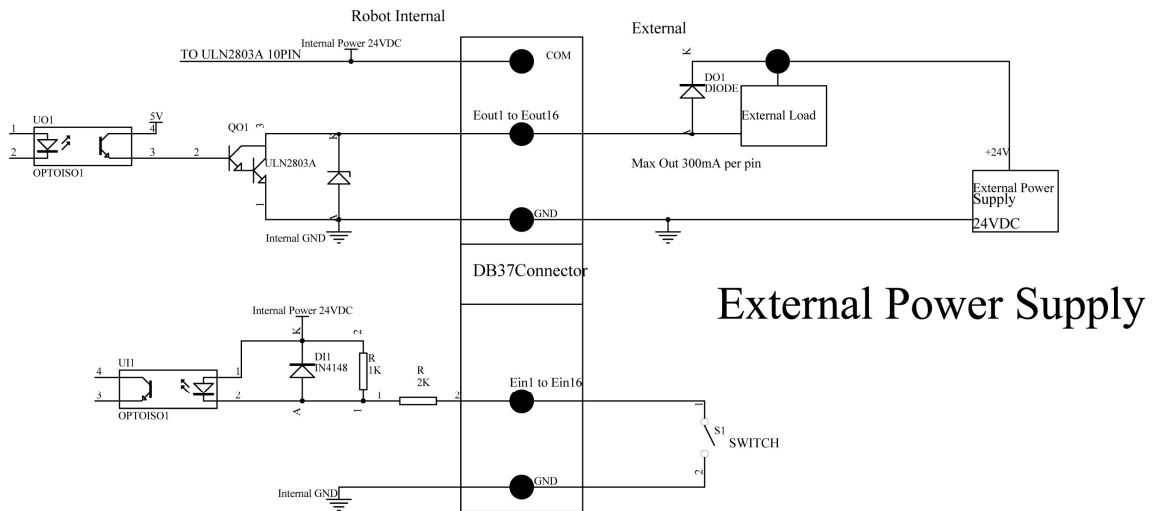 Robot Internal
External
Internal Power 24VDC
TO ULN2803A 10PIN
COM
K
DO1
DIODE
External Load
A
UO1
5V
1
4
2
3
OPTOISO1
2
QO1
3
ULN2803A
1
K
A
Eout1 to Eout16
Max Out 300mA per pin
+24V
External Power
Supply
24VDC
GND
Internal GND
DB37Connector
External Power Supply
Internal Power 24VDC
K
2
UI1
DI1
IN4148
R
1K
4
1
3
2
OPTOISO1
A
1
R
2K
1
2
Ein1 to Ein16
1
S1
SWITCH
2
GND
Internal GND